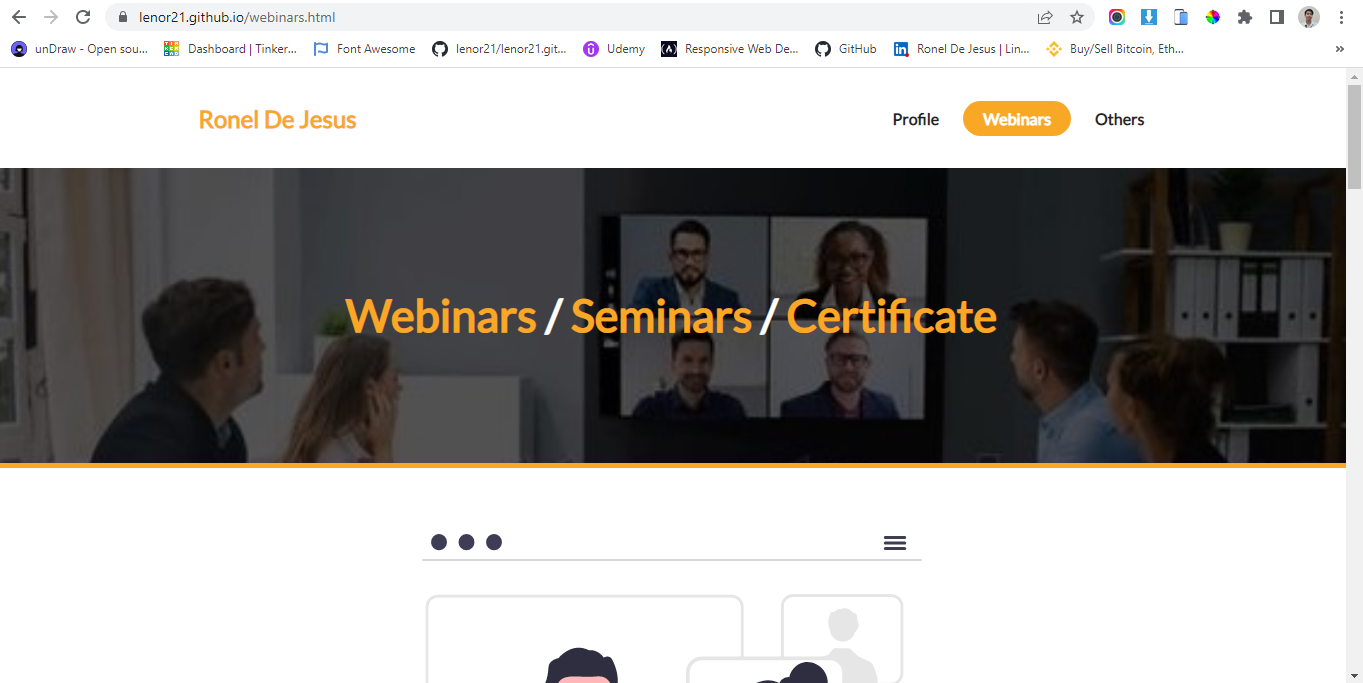 lenor21.github.io/webinars.html
unDraw - Open sou... Dashboard | Tinker... Font Awesome lenor21/lenor21.git... Udemy Responsive Web De... GitHub Ronel De Jesus | Lin... Buy/Sell Bitcoin, Eth... »
Ronel De Jesus Profile Webinars Others
Webinars / Seminars / Certificate